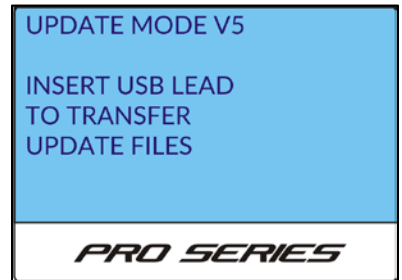 UPDATE MODE V5
INSERT USB LEAD
TO TRANSFER
UPDATE FILES
PRO SERIES